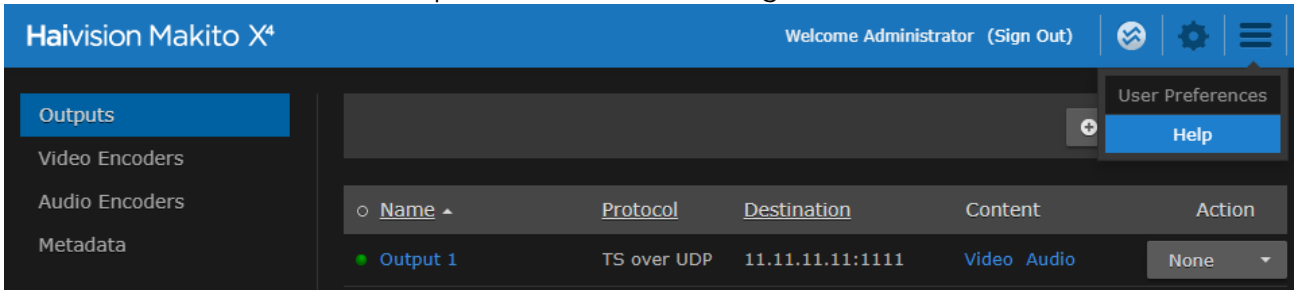 Haivision Makito X⁴
Welcome Administrator (Sign Out)
User Preferences
Help
Outputs
Video Encoders
Audio Encoders
Metadata
Name Protocol Destination Content Action
Output 1 TS over UDP 11.11.11.11:1111 Video Audio None